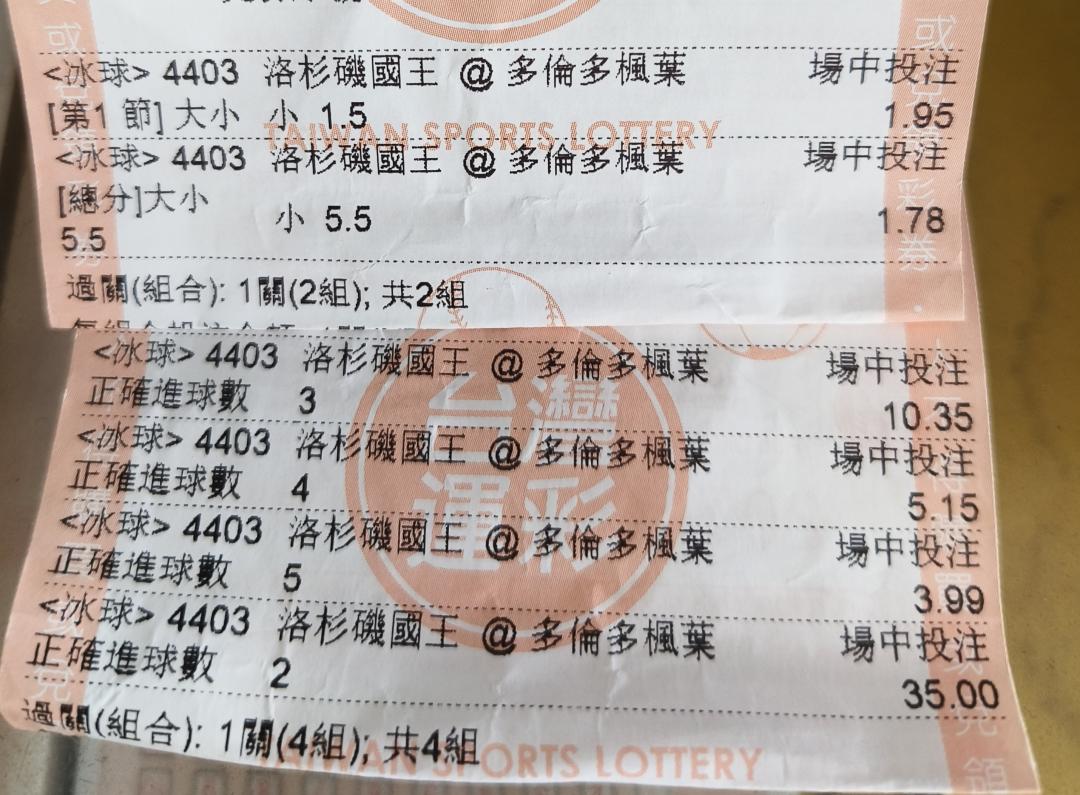 <冰球> 4403 洛杉磯國王 @ 多倫多楓葉 場中投注
[第1 節] 大小 小 1.5 1.95
TAIWAN SPORTS LOTTERY
<冰球> 4403 洛杉磯國王 @ 多倫多楓葉 場中投注
[總分]大小
小 5.5 1.78
5.5
過關(組合): 1關(2組); 共2組
<冰球> 4403 洛杉磯國王 @ 多倫多楓葉 場中投注
正確進球數 3 10.35
<冰球> 4403 洛杉磯國王 @ 多倫多楓葉 場中投注
正確進球數 4 5.15
<冰球> 4403 洛杉磯國王 @ 多倫多楓葉 場中投注
正確進球數 5 3.99
<冰球> 4403 洛杉磯國王 @ 多倫多楓葉 場中投注
正確進球數 2 35.00
過關(組合): 1關(4組); 共4組
台灣
運彩
TAIWAN SPORTS LOTTERY